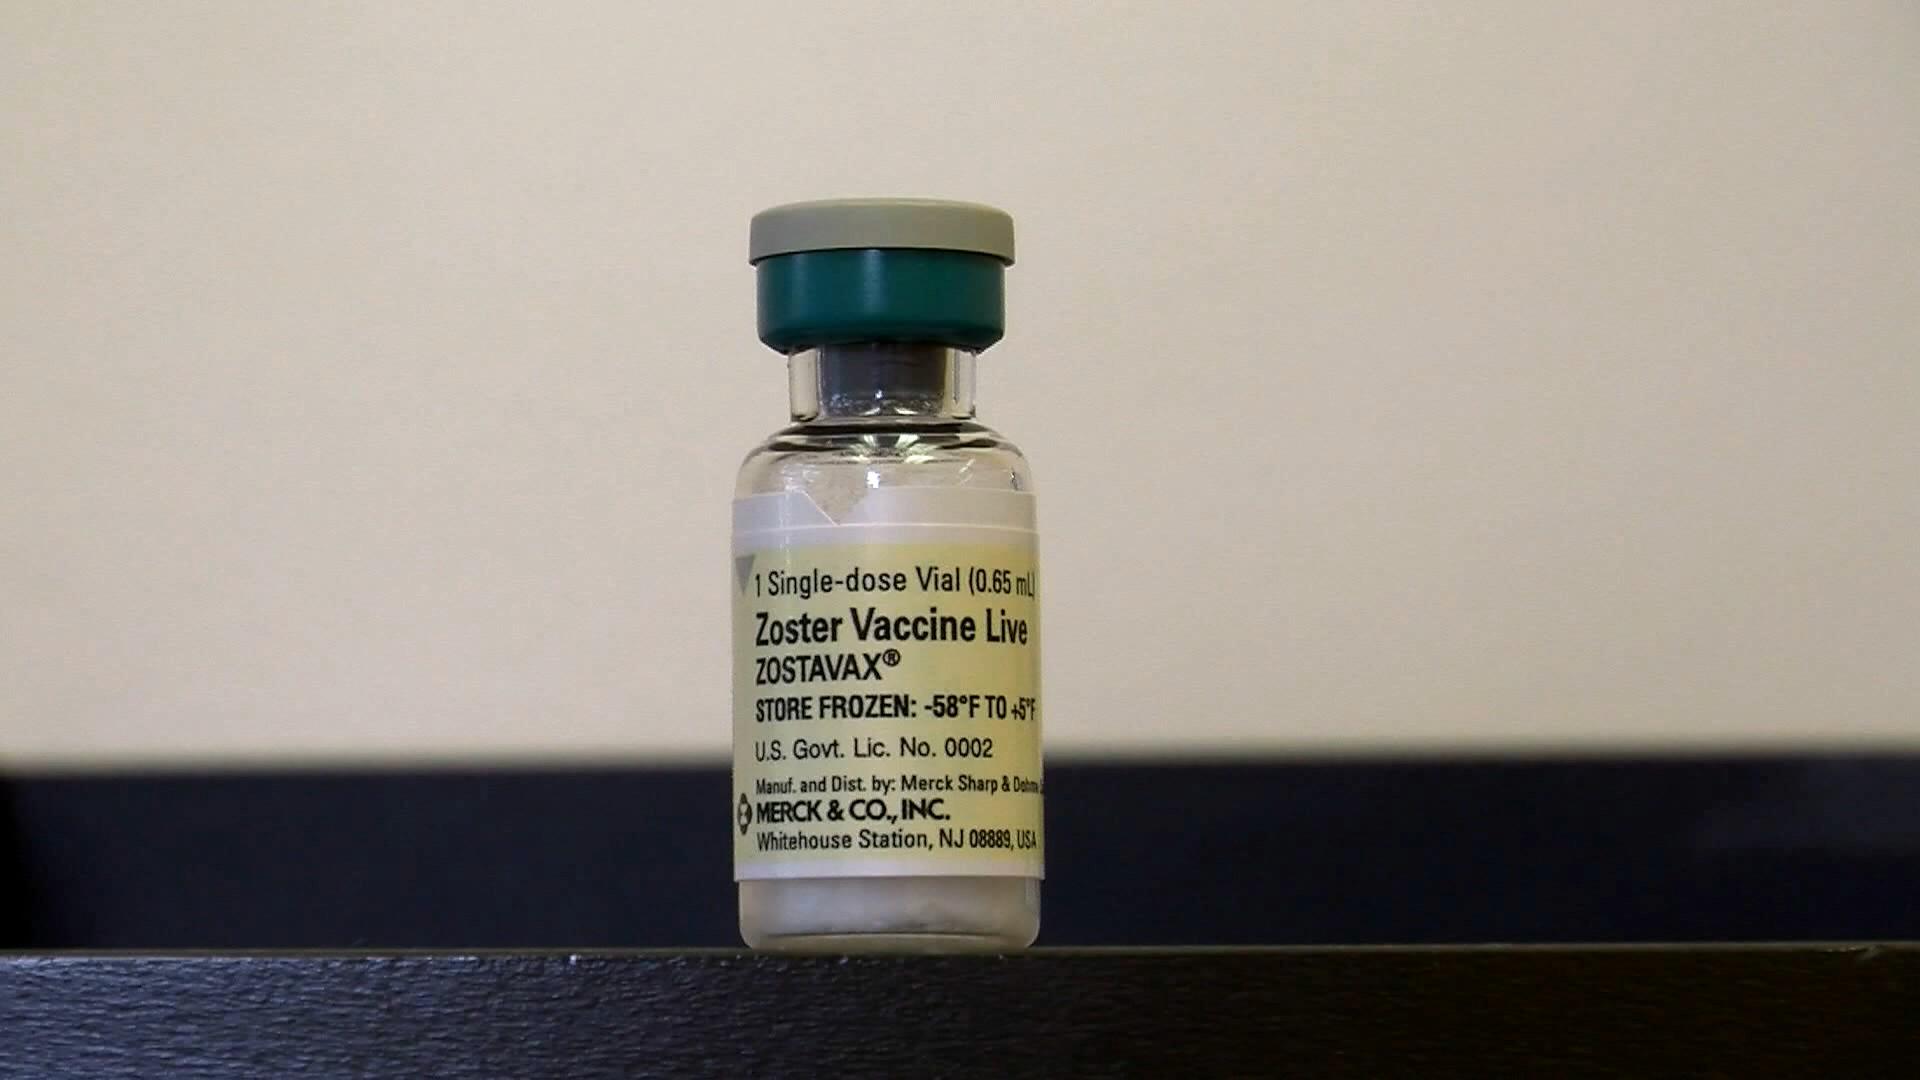 1 Single-dose Vial (0.65 mL)
Zoster Vaccine Live
ZOSTAVAX®
STORE FROZEN: -58°F TO +5°F
U.S. Govt. Lic. No. 0002
Manuf. and Dist. by: Merck Sharp & Dohme
MERCK & CO., INC.
Whitehouse Station, NJ 08889, USA